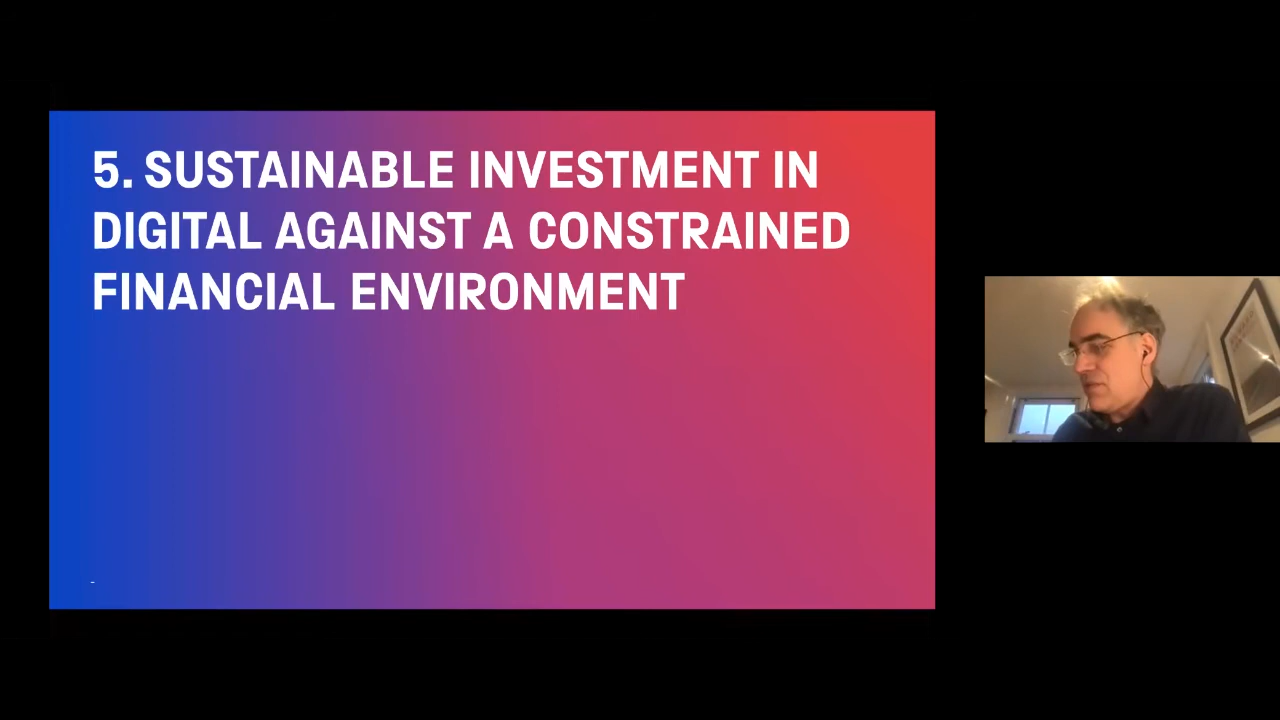 5. SUSTAINABLE INVESTMENT IN
DIGITAL AGAINST A CONSTRAINED
FINANCIAL ENVIRONMENT
-